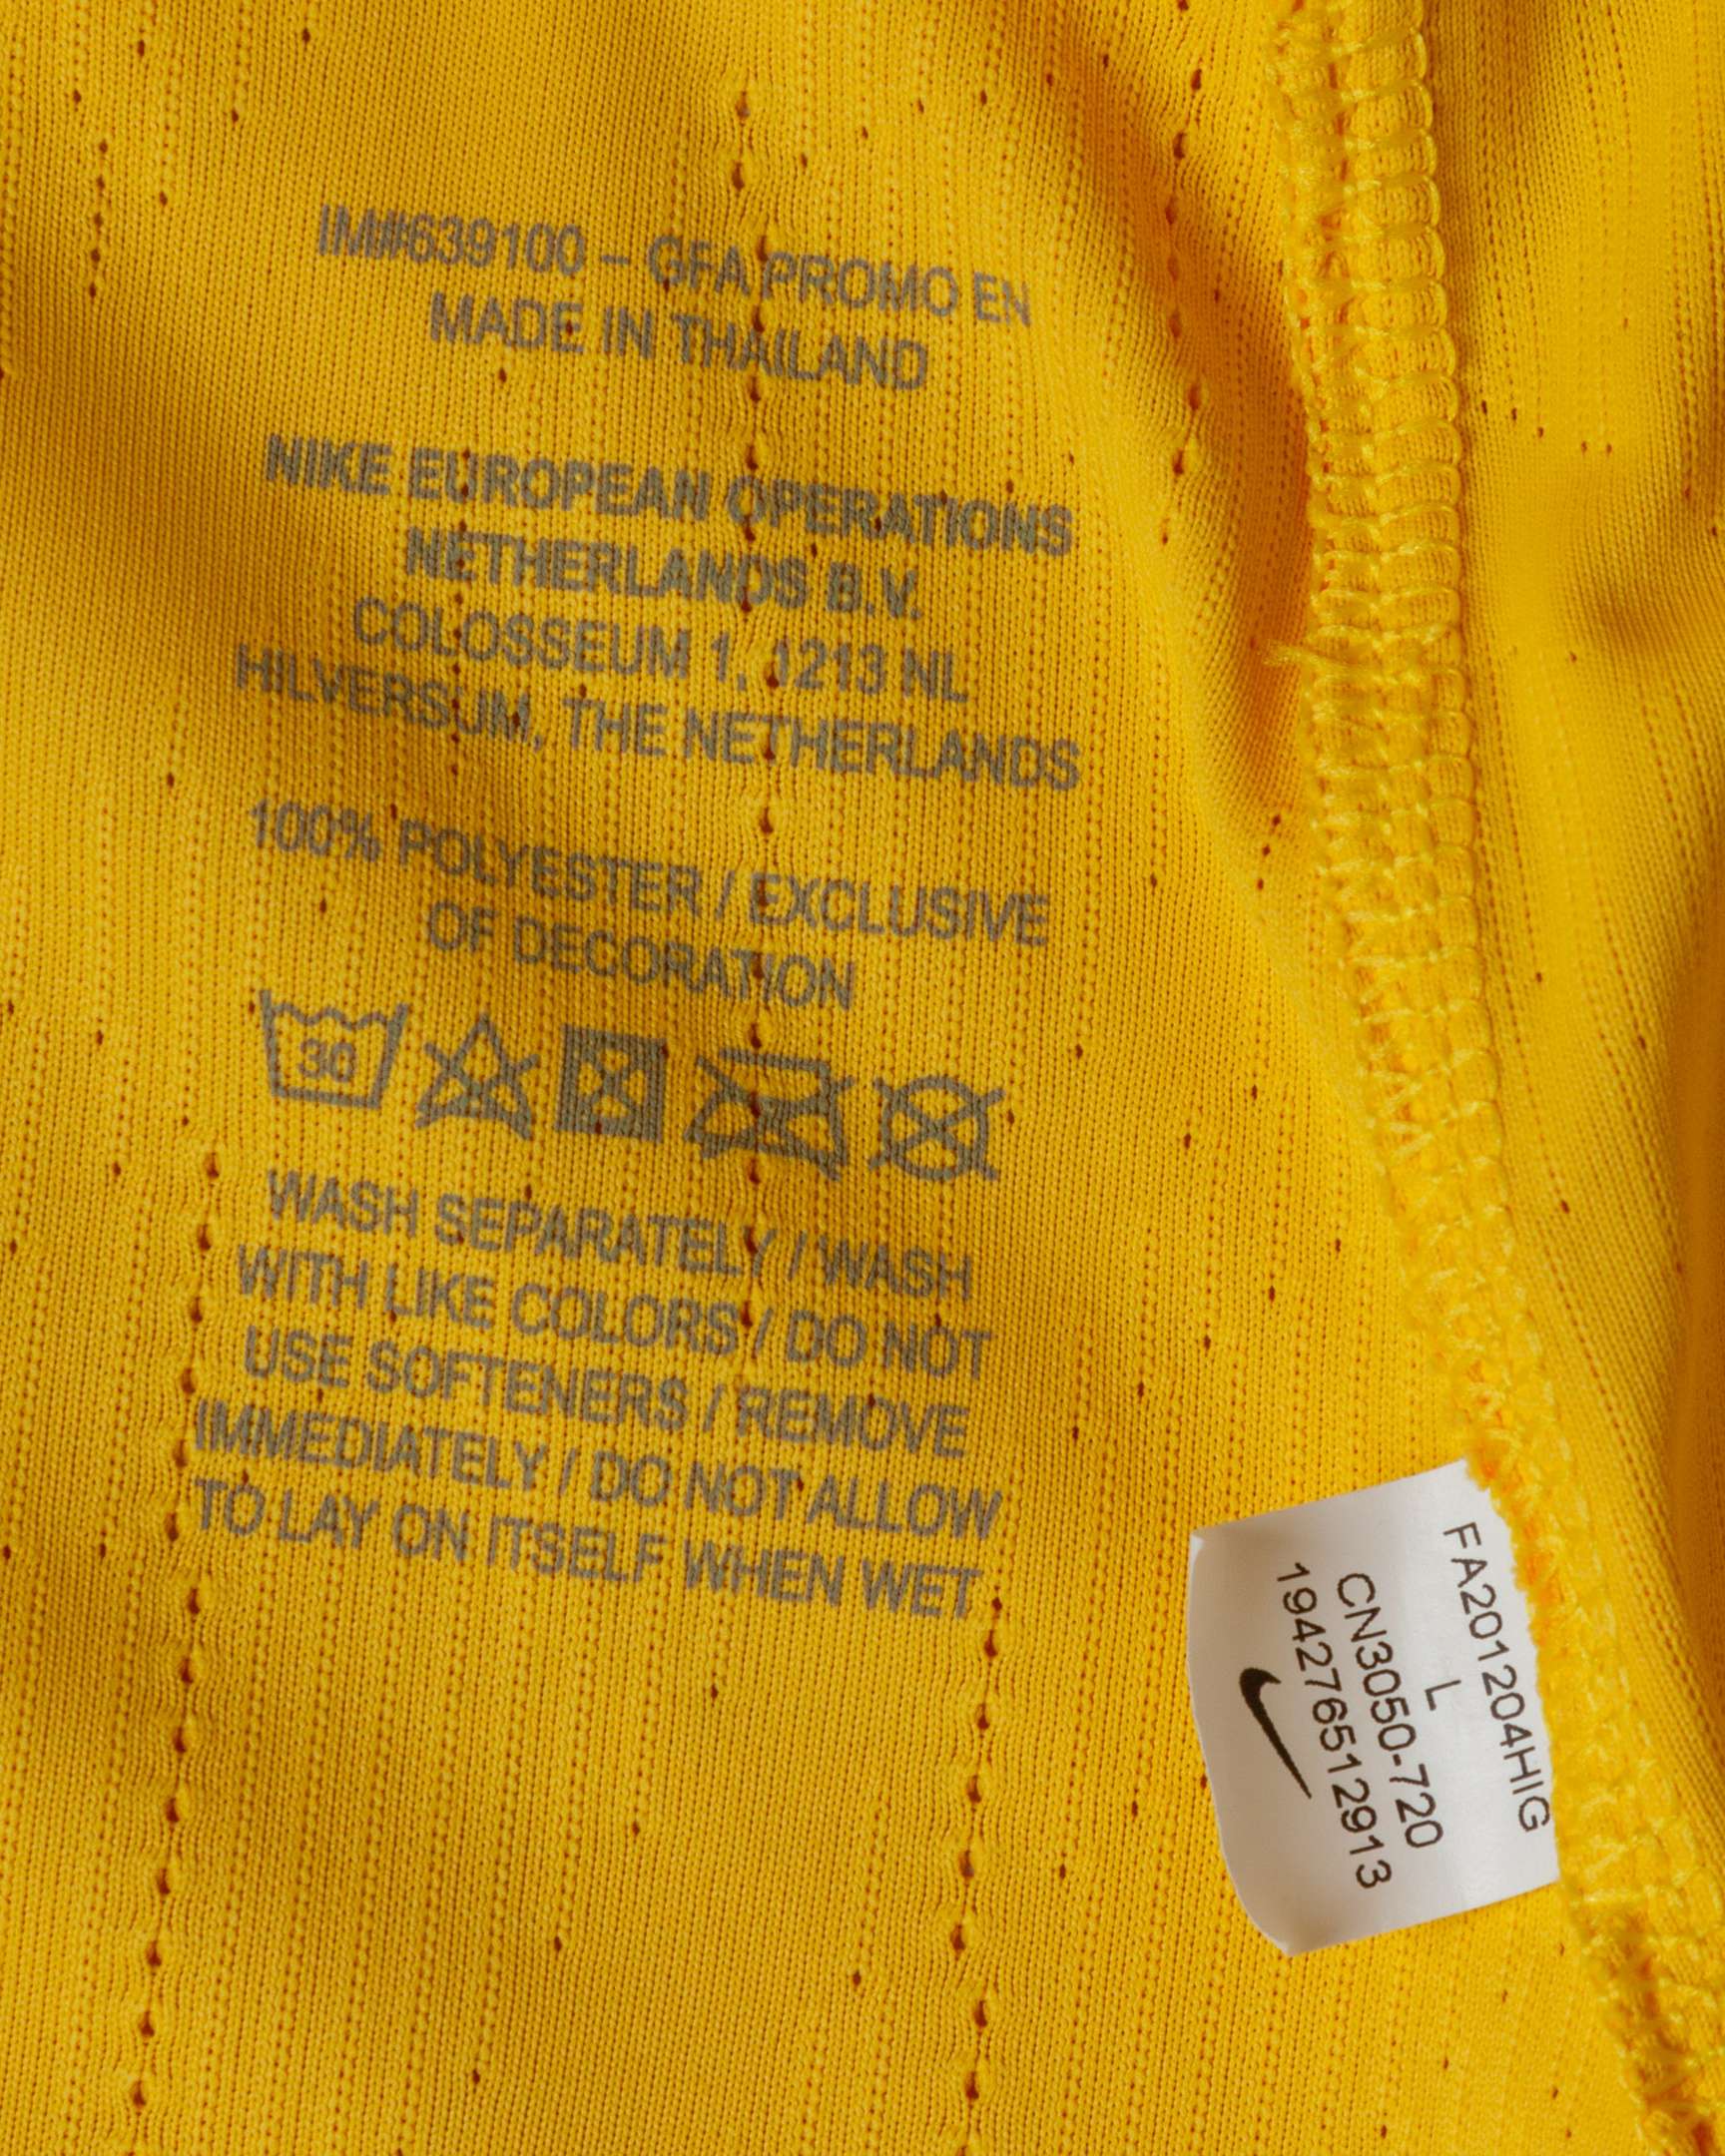 IM#639100 – GFA PROMO EN
MADE IN THAILAND
NIKE EUROPEAN OPERATIONS
NETHERLANDS B.V.
COLOSSEUM 1, 1213 NL
HILVERSUM, THE NETHERLANDS
100% POLYESTER / EXCLUSIVE
OF DECORATION
30
WASH SEPARATELY / WASH
WITH LIKE COLORS / DO NOT
USE SOFTENERS / REMOVE
IMMEDIATELY / DO NOT ALLOW
TO LAY ON ITSELF WHEN WET
FA201204HIG
L
CN3050-720
194276512913